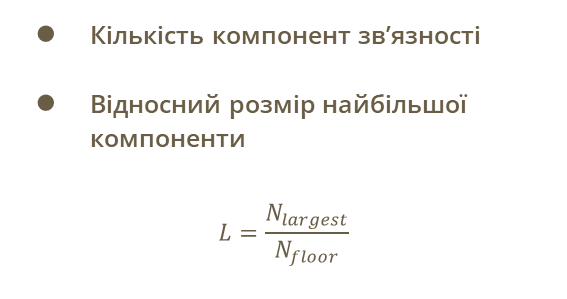 ● Кількість компонент зв’язності
● Відносний розмір найбільшої
компоненти
L = N_largest / N_floor